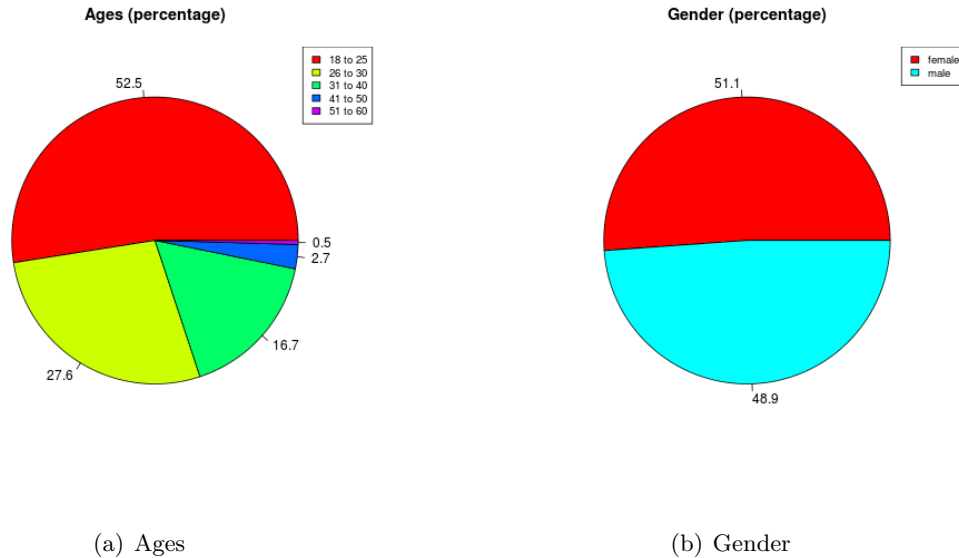 Ages (percentage)
18 to 25
26 to 30
31 to 40
41 to 50
51 to 60
52.5
0.5
2.7
16.7
27.6
(a) Ages
Gender (percentage)
female
male
51.1
48.9
(b) Gender